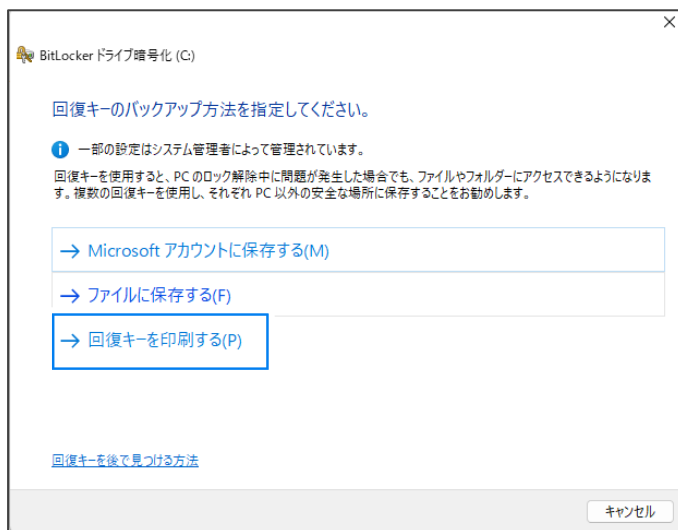 BitLocker ドライブ暗号化 (C:)
回復キーのバックアップ方法を指定してください。
一部の設定はシステム管理者によって管理されています。
回復キーを使用すると、PC のロック解除中に問題が発生した場合でも、ファイルやフォルダーにアクセスできるようになりま
す。複数の回復キーを使用し、それぞれ PC 以外の安全な場所に保存することをお勧めします。
→ Microsoft アカウントに保存する(M)
→ ファイルに保存する(F)
→ 回復キーを印刷する(P)
回復キーを後で見つける方法
キャンセル